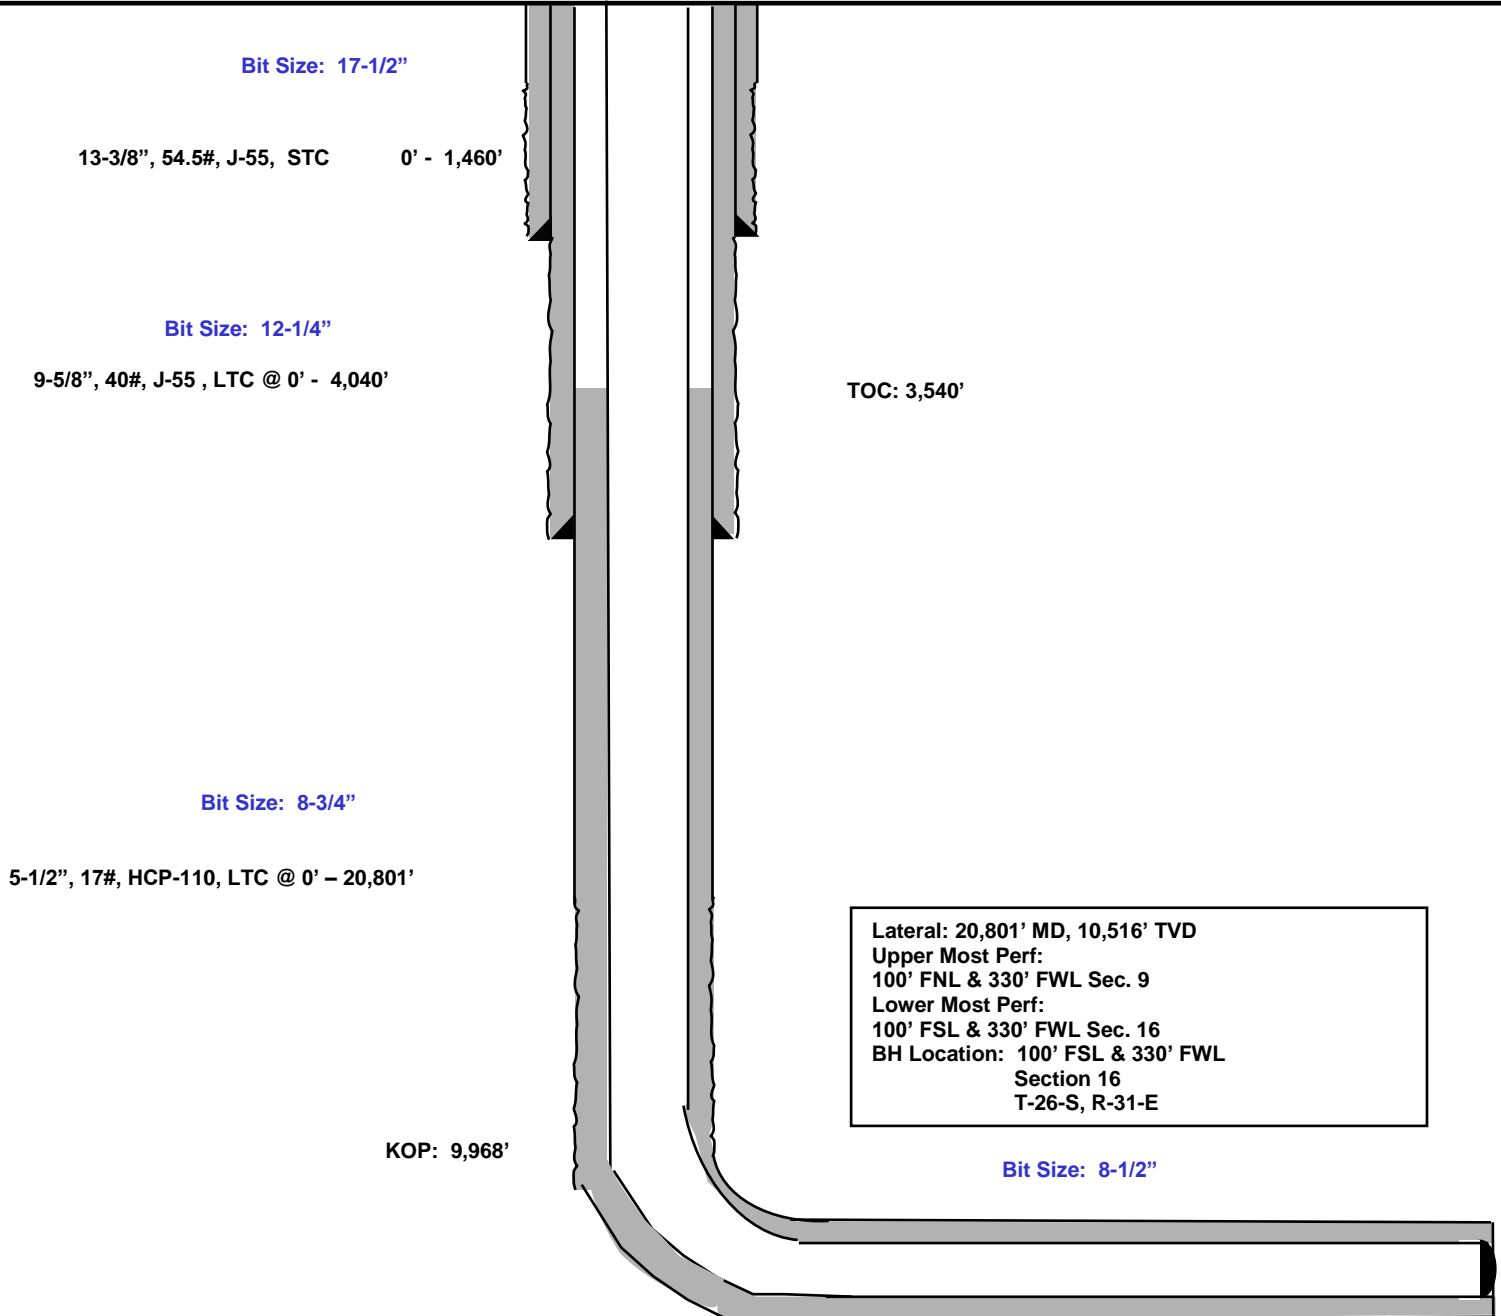 Bit Size: 17-1/2”
13-3/8”, 54.5#, J-55, STC 0’ - 1,460’
Bit Size: 12-1/4”
9-5/8”, 40#, J-55 , LTC @ 0’ - 4,040’
TOC: 3,540’
Bit Size: 8-3/4”
5-1/2”, 17#, HCP-110, LTC @ 0’ – 20,801’
Lateral: 20,801’ MD, 10,516’ TVD
Upper Most Perf:
100’ FNL & 330’ FWL Sec. 9
Lower Most Perf:
100’ FSL & 330’ FWL Sec. 16
BH Location: 100’ FSL & 330’ FWL
Section 16
T-26-S, R-31-E
KOP: 9,968’
Bit Size: 8-1/2”